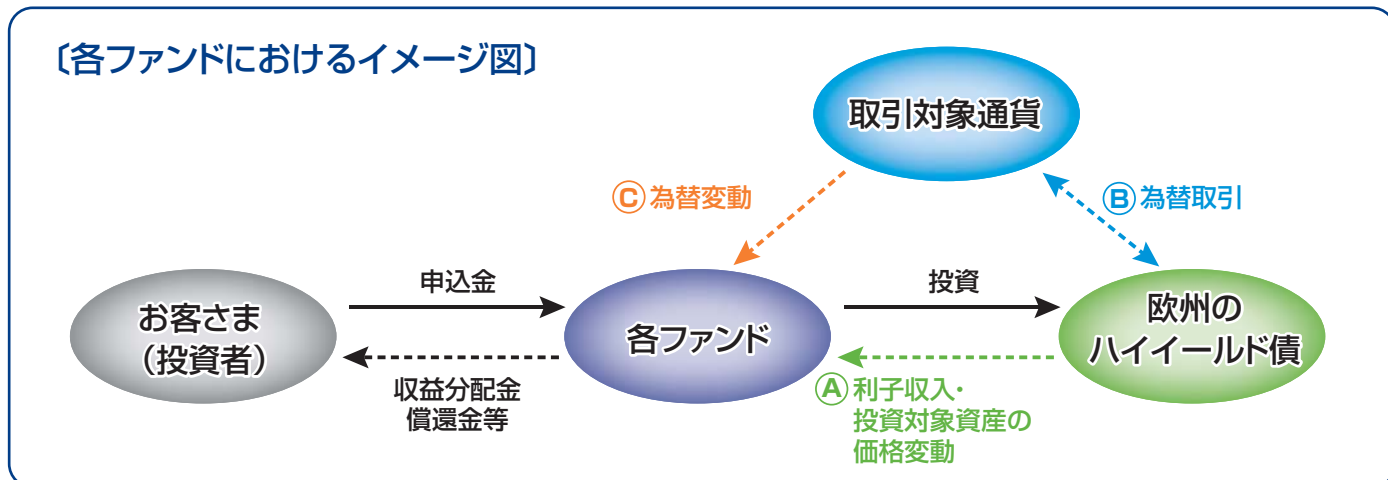 〔各ファンドにおけるイメージ図〕
取引対象通貨
Ⓒ為替変動
Ⓑ為替取引
申込金
投資
お客さま
（投資者）
各ファンド
欧州の
ハイイールド債
収益分配金
償還金等
Ⓐ利子収入・
投資対象資産の
価格変動